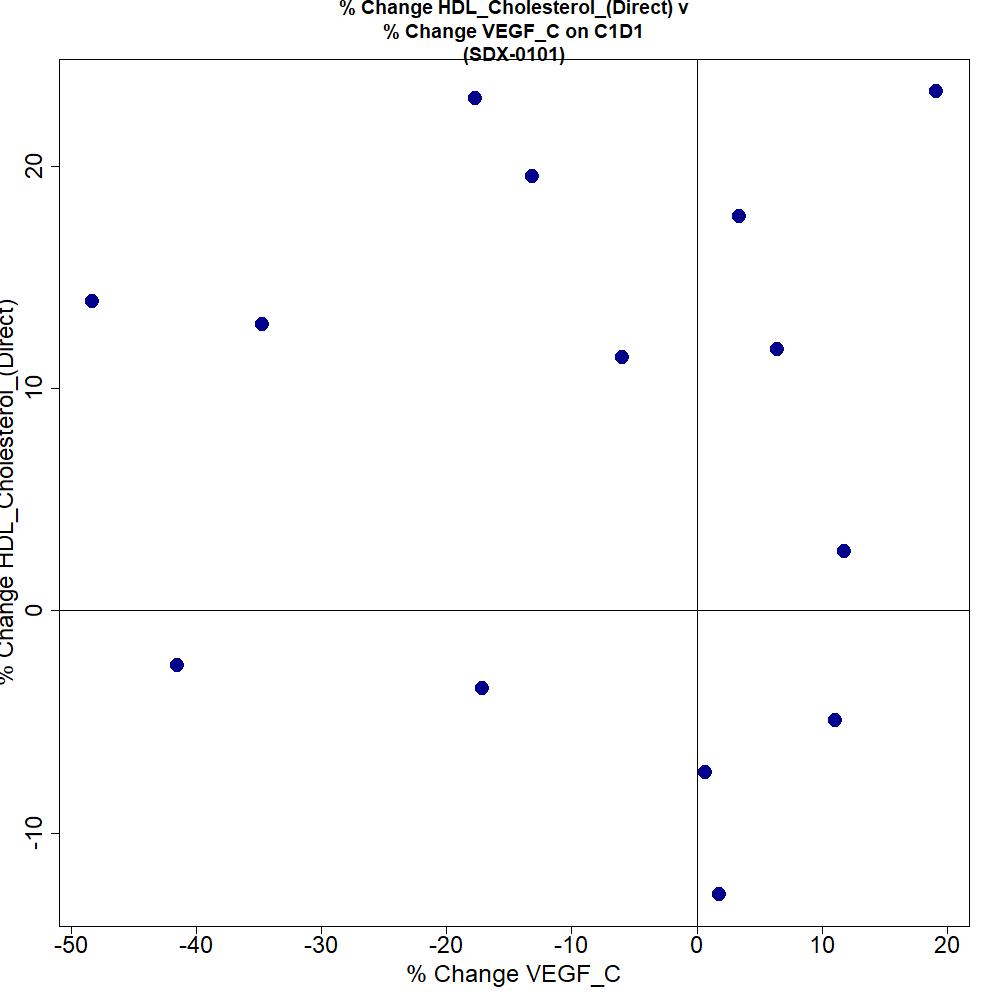 % Change HDL_Cholesterol_(Direct) v
% Change VEGF_C on C1D1
(SDX-0101)
% Change HDL_Cholesterol_(Direct)
20
10
0
-10
-50 -40 -30 -20 -10 0 10 20
% Change VEGF_C